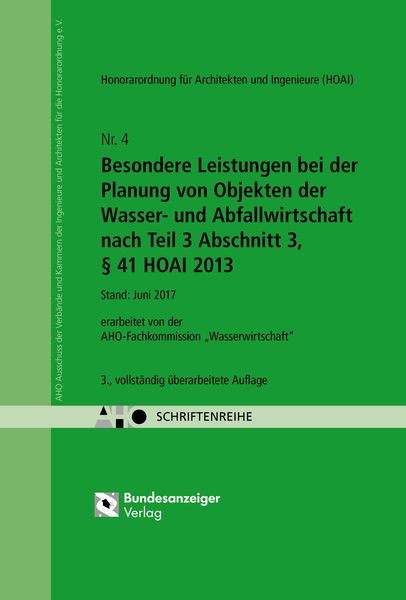 AHO Ausschuss der Verbände und Kammern der Ingenieure und Architekten für die Honorarordnung e.V.
Honorarordnung für Architekten und Ingenieure (HOAI)
Nr. 4
Besondere Leistungen bei der
Planung von Objekten der
Wasser- und Abfallwirtschaft
nach Teil 3 Abschnitt 3,
§ 41 HOAI 2013
Stand: Juni 2017
erarbeitet von der
AHO-Fachkommission „Wasserwirtschaft“
3., vollständig überarbeitete Auflage
AHO SCHRIFTENREIHE
Bundesanzeiger
Verlag